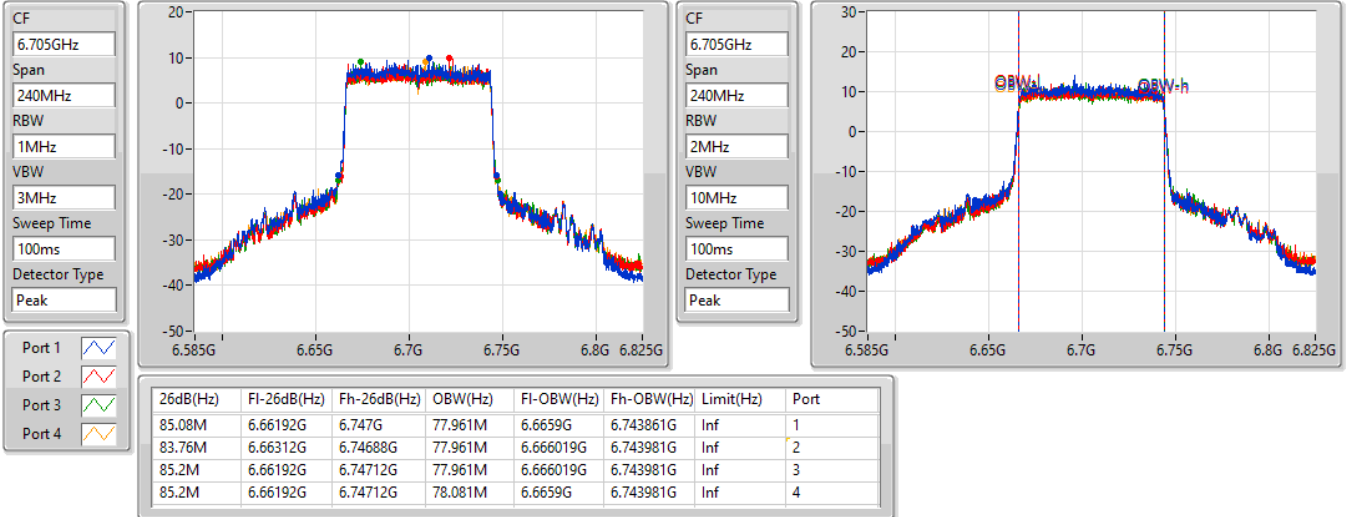 CF
6.705GHz
Span
240MHz
RBW
1MHz
VBW
3MHz
Sweep Time
100ms
Detector Type
Peak
20
10
0
-10
-20
-30
-40
-50
6.585G 6.65G 6.7G 6.75G 6.8G 6.825G
CF
6.705GHz
Span
240MHz
RBW
2MHz
VBW
10MHz
Sweep Time
100ms
Detector Type
Peak
30
20
10
0
-10
-20
-30
-40
-50
OBW-l OBW-h
6.585G 6.65G 6.7G 6.75G 6.8G 6.825G
Port 1
Port 2
Port 3
Port 4
26dB(Hz) Fl-26dB(Hz) Fh-26dB(Hz) OBW(Hz) Fl-OBW(Hz) Fh-OBW(Hz) Limit(Hz) Port
85.08M 6.66192G 6.747G 77.961M 6.6659G 6.743861G Inf 1
83.76M 6.66312G 6.74688G 77.961M 6.666019G 6.743981G Inf 2
85.2M 6.66192G 6.74712G 77.961M 6.666019G 6.743981G Inf 3
85.2M 6.66192G 6.74712G 78.081M 6.6659G 6.743981G Inf 4